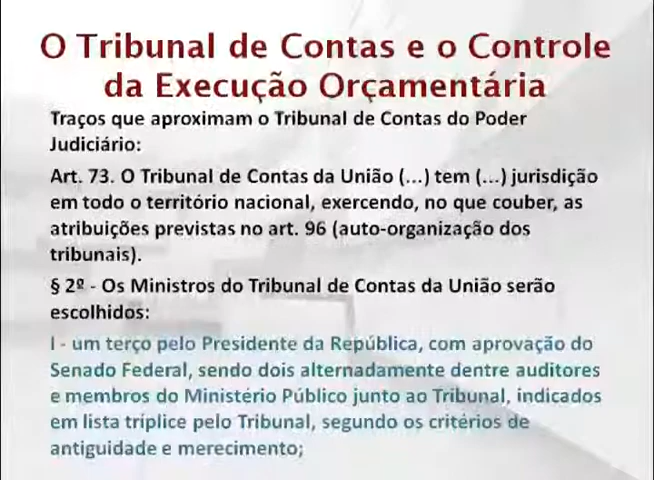 O Tribunal de Contas e o Controle
da Execução Orçamentária
Traços que aproximam o Tribunal de Contas do Poder
Judiciário:
Art. 73. O Tribunal de Contas da União (...) tem (...) jurisdição
em todo o território nacional, exercendo, no que couber, as
atribuições previstas no art. 96 (auto-organização dos
tribunais).
§ 2º - Os Ministros do Tribunal de Contas da União serão
escolhidos:
I - um terço pelo Presidente da República, com aprovação do
Senado Federal, sendo dois alternadamente dentre auditores
e membros do Ministério Público junto ao Tribunal, indicados
em lista tríplice pelo Tribunal, segundo os critérios de
antiguidade e merecimento;